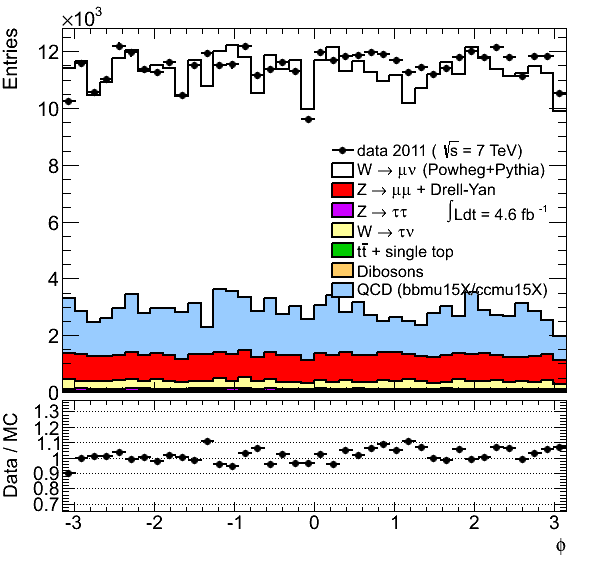 ×10³
Entries
12
10
8
6
4
2
0
data 2011 ( √s = 7 TeV)
W → μν (Powheg+Pythia)
Z → μμ + Drell-Yan
Z → ττ ∫Ldt = 4.6 fb⁻¹
W → τν
tt̄ + single top
Dibosons
QCD (bbmu15X/ccmu15X)
Data / MC
1.3
1.2
1.1
1
0.9
0.8
0.7
-3 -2 -1 0 1 2 3
ϕ